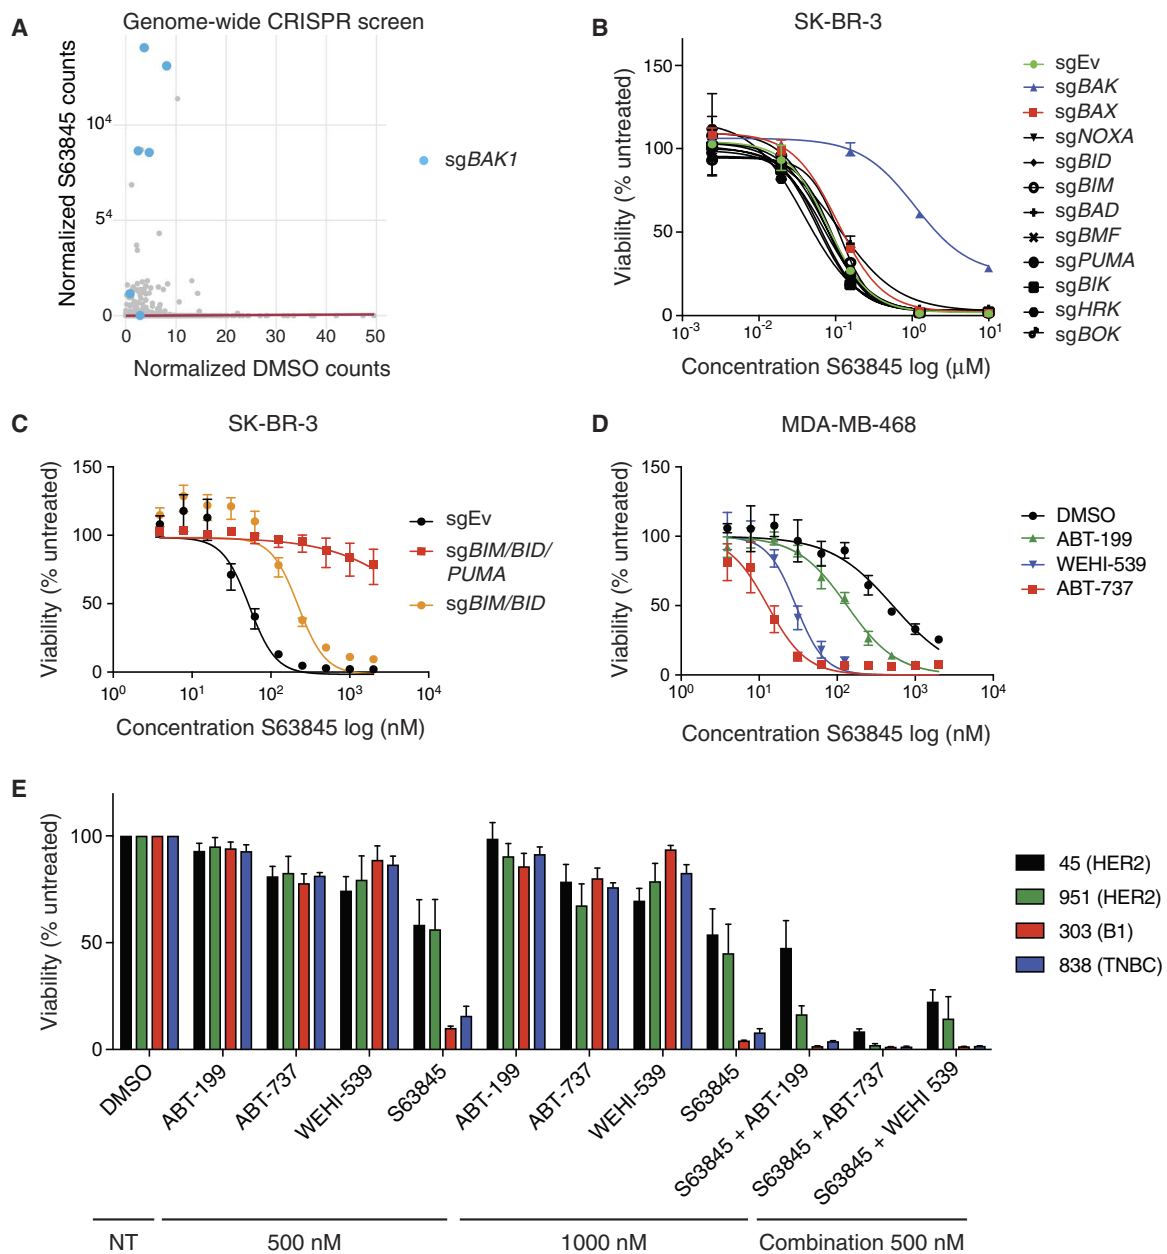 A
Genome-wide CRISPR screen
Normalized S63845 counts
10⁴
5⁴
0
0 10 20 30 40 50
Normalized DMSO counts
sgBAK1
B
SK-BR-3
Viability (% untreated)
150
100
50
0
10⁻³ 10⁻² 10⁻¹ 10⁰ 10¹
Concentration S63845 log (μM)
sgEv
sgBAK
sgBAX
sgNOXA
sgBID
sgBIM
sgBAD
sgBMF
sgPUMA
sgBIK
sgHRK
sgBOK
C
SK-BR-3
Viability (% untreated)
150
100
50
0
10⁰ 10¹ 10² 10³ 10⁴
Concentration S63845 log (nM)
sgEv
sgBIM/BID/
PUMA
sgBIM/BID
D
MDA-MB-468
Viability (% untreated)
150
100
50
0
10⁰ 10¹ 10² 10³ 10⁴
Concentration S63845 log (nM)
DMSO
ABT-199
WEHI-539
ABT-737
E
Viability (% untreated)
100
50
0
DMSO
ABT-199
ABT-737
WEHI-539
S63845
ABT-199
ABT-737
WEHI-539
S63845
S63845 + ABT-199
S63845 + ABT-737
S63845 + WEHI 539
NT
500 nM
1000 nM
Combination 500 nM
45 (HER2)
951 (HER2)
303 (B1)
838 (TNBC)